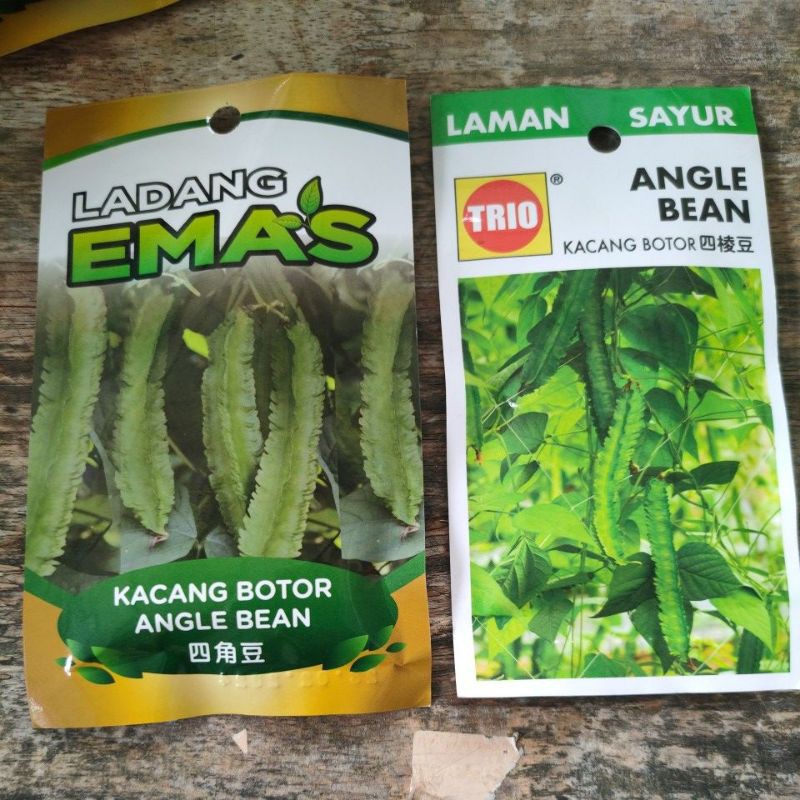 LADANG
EMAS
KACANG BOTOR
ANGLE BEAN
四角豆
LAMAN SAYUR
TRIO
®
ANGLE
BEAN
KACANG BOTOR 四棱豆